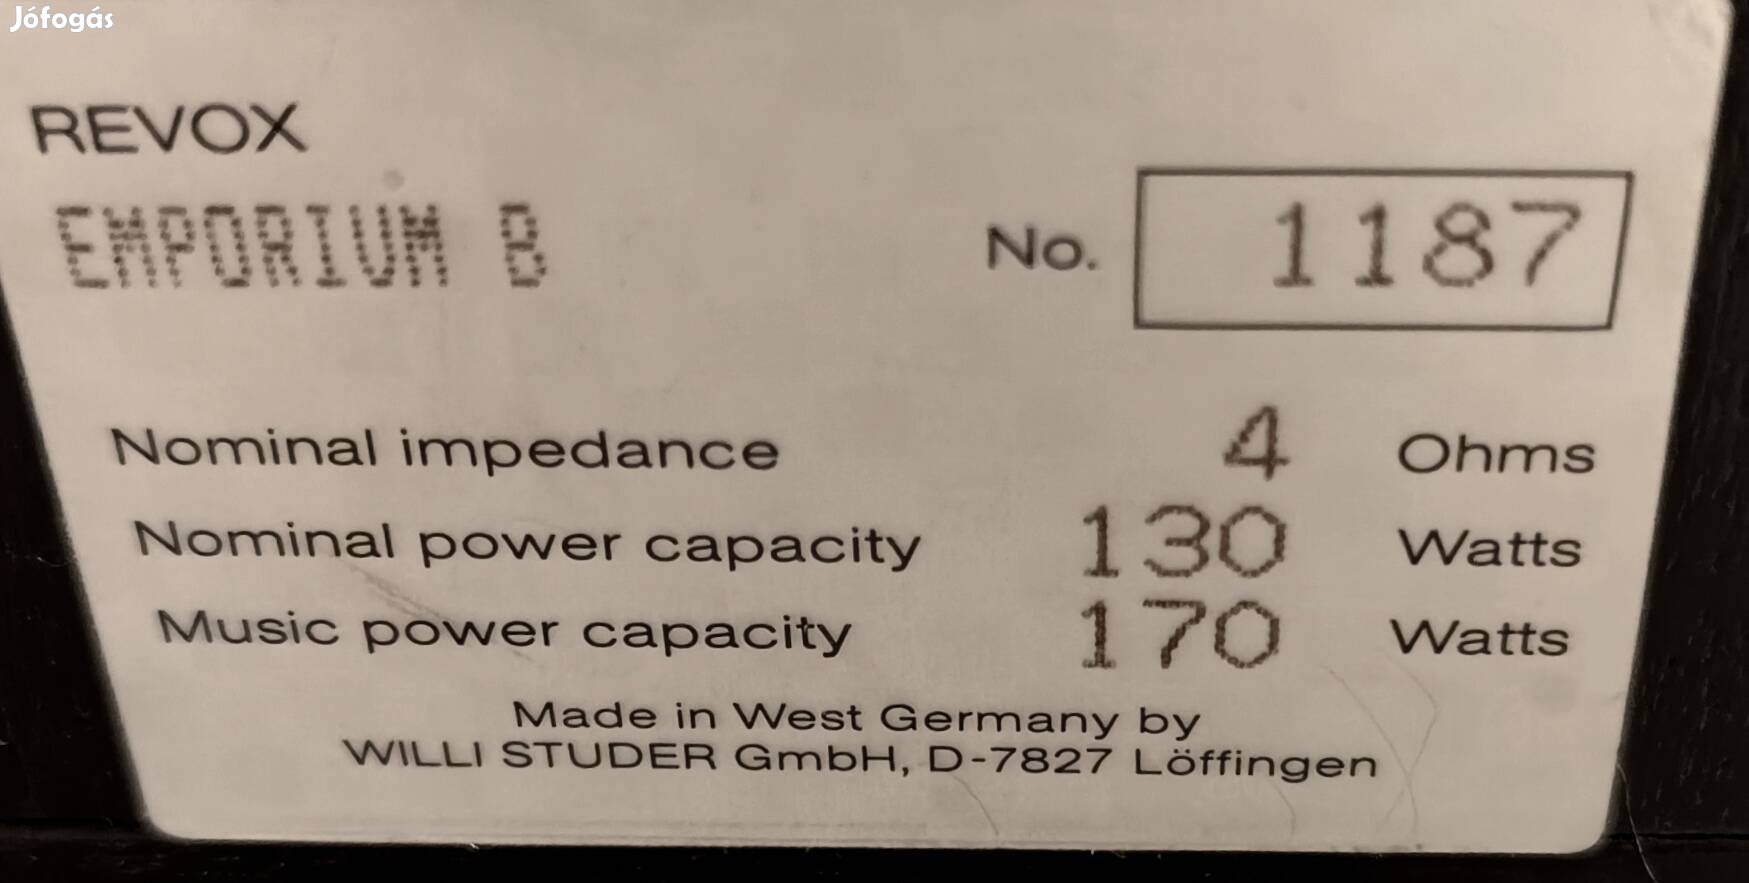 Jófogás
REVOX
EMPORIUM B
No. 1187
Nominal impedance 4 Ohms
Nominal power capacity 130 Watts
Music power capacity 170 Watts
Made in West Germany by
WILLI STUDER GmbH, D-7827 Löffingen